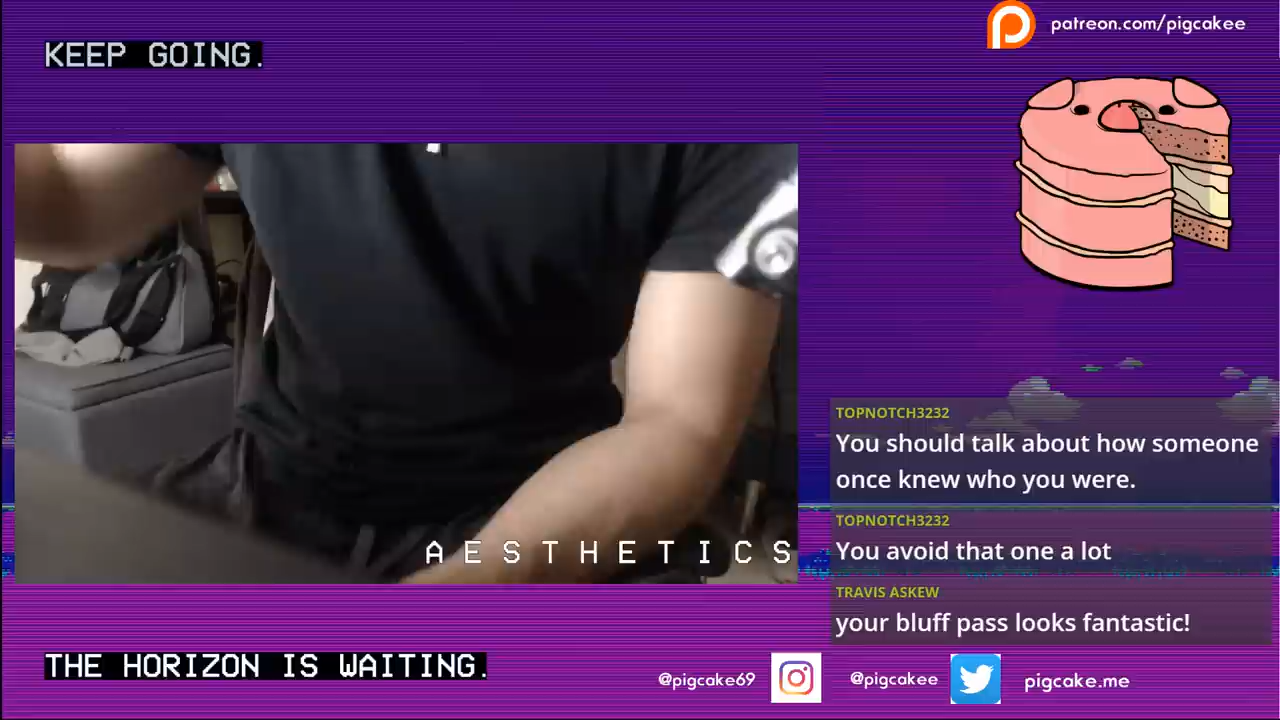 KEEP GOING.
patreon.com/pigcakee
TOPNOTCH3232
You should talk about how someone
once knew who you were.
TOPNOTCH3232
You avoid that one a lot
TRAVIS ASKEW
your bluff pass looks fantastic!
AESTHETICS
THE HORIZON IS WAITING.
@pigcake69
@pigcakee
pigcake.me